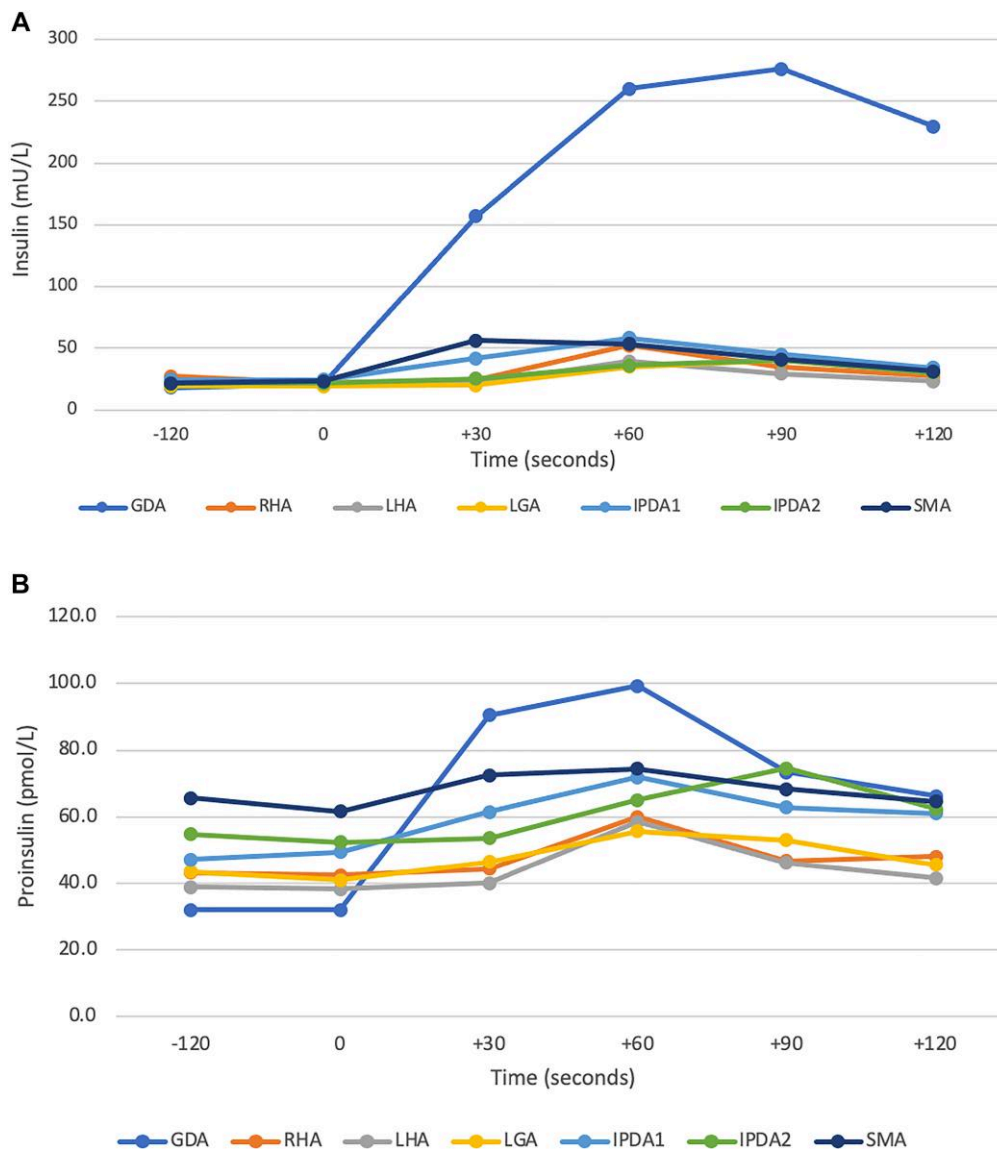 A
300
250
200
150
100
50
0
Insulin (mU/L)
-120 0 +30 +60 +90 +120
Time (seconds)
GDA RHA LHA LGA IPDA1 IPDA2 SMA
B
120.0
100.0
80.0
60.0
40.0
20.0
0.0
Proinsulin (pmol/L)
-120 0 +30 +60 +90 +120
Time (seconds)
GDA RHA LHA LGA IPDA1 IPDA2 SMA